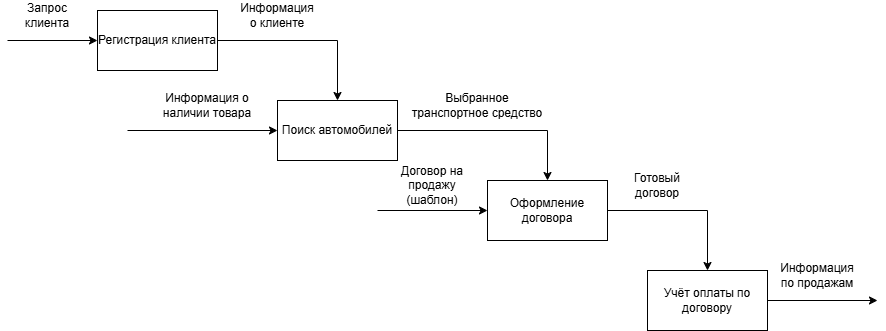 Запрос
клиента
Регистрация клиента
Информация
о клиенте
Информация о
наличии товара
Поиск автомобилей
Выбранное
транспортное средство
Договор на
продажу
(шаблон)
Оформление
договора
Готовый
договор
Учёт оплаты по
договору
Информация
по продажам